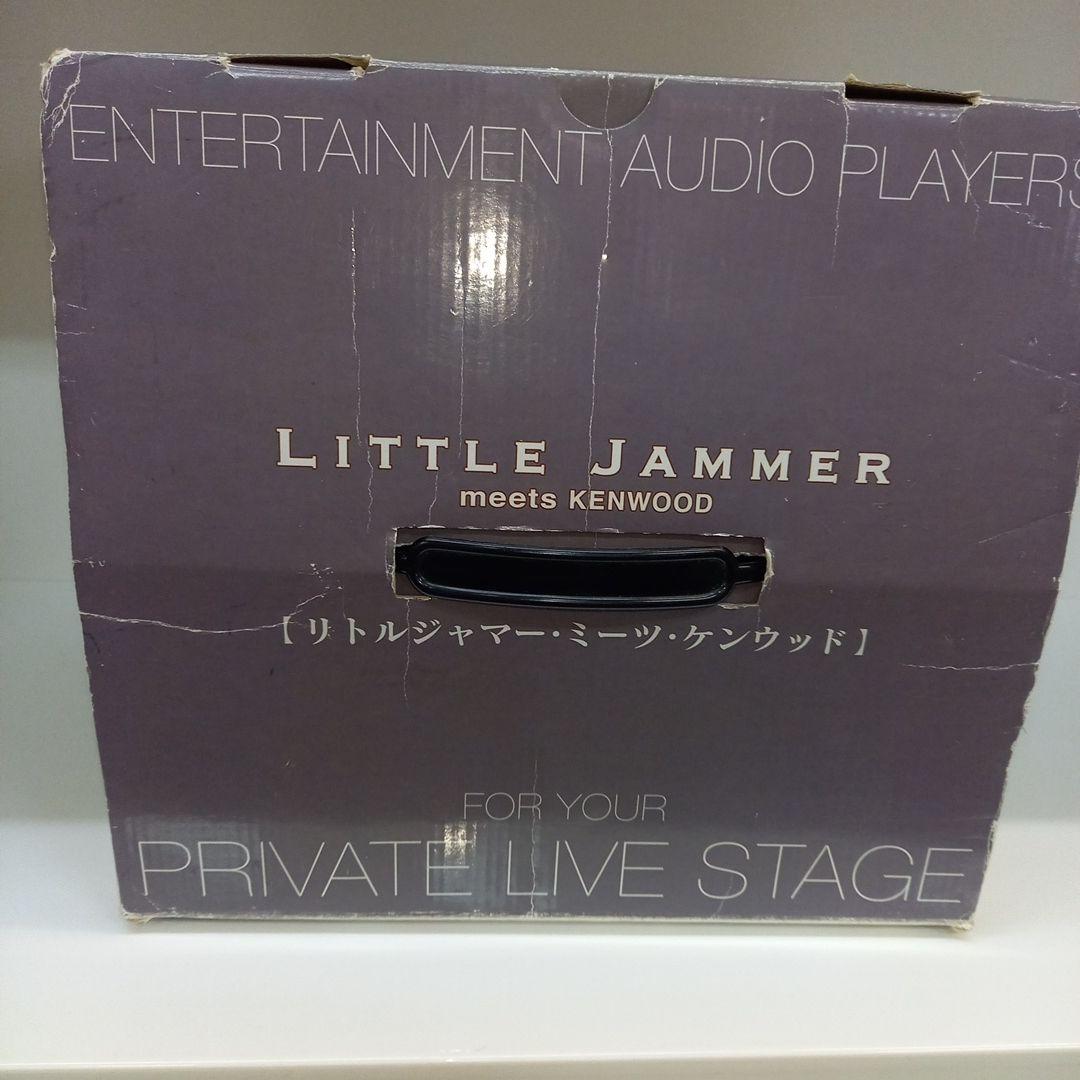 ENTERTAINMENT AUDIO PLAYERS
LITTLE JAMMER
meets KENWOOD
【リトルジャマー・ミーツ・ケンウッド】
FOR YOUR
PRIVATE LIVE STAGE